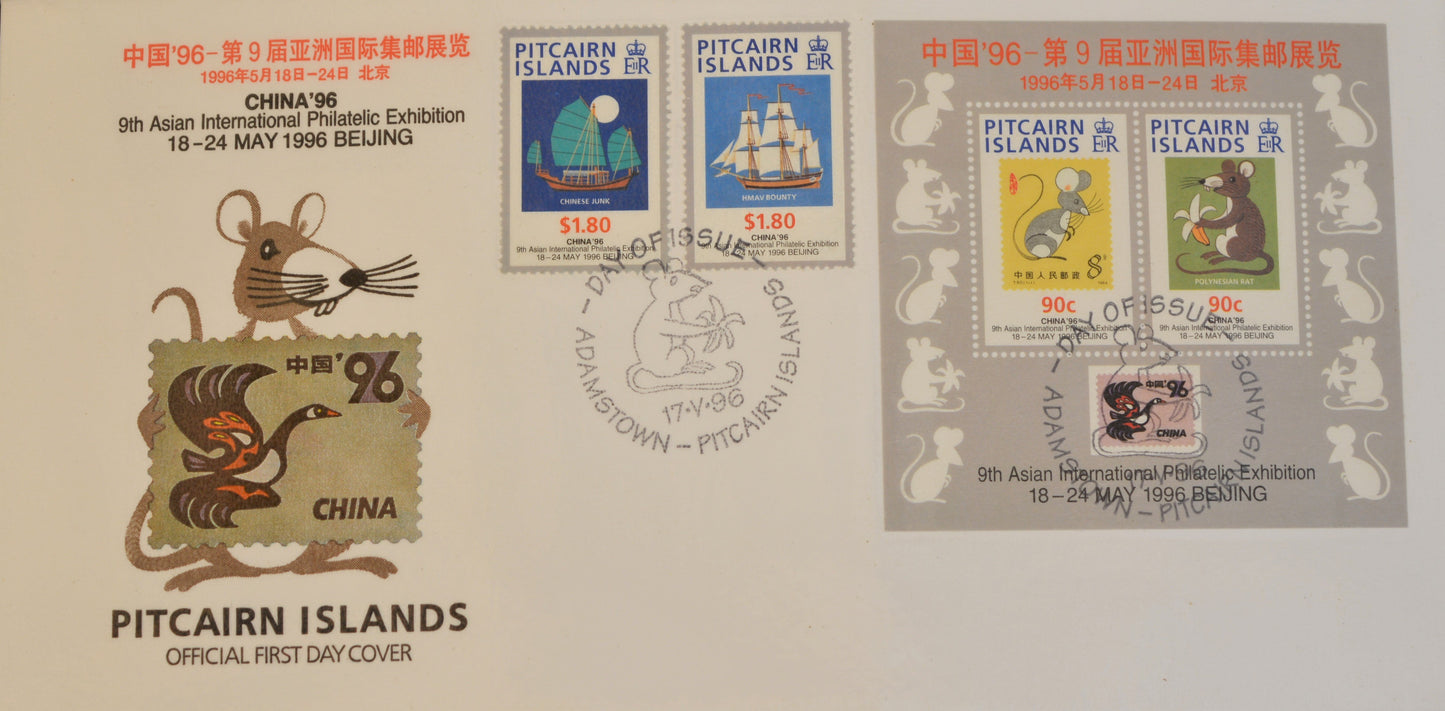 中国'96-第9届亚洲国际集邮展览
1996年5月18日-24日 北京
CHINA'96
9th Asian International Philatelic Exhibition
18-24 MAY 1996 BEIJING
中国'96
CHINA
PITCAIRN ISLANDS
OFFICIAL FIRST DAY COVER
PITCAIRN
ISLANDS EIIR
CHINESE JUNK
$1.80
CHINA'96
9th Asian International Philatelic Exhibition
18-24 MAY 1996 BEIJING
PITCAIRN
ISLANDS EIIR
HMAV BOUNTY
$1.80
CHINA'96
9th Asian International Philatelic Exhibition
18-24 MAY 1996 BEIJING
-DAY OF ISSUE-
17·V·96
ADAMSTOWN-PITCAIRN ISLANDS
中国'96-第9届亚洲国际集邮展览
1996年5月18日-24日 北京
PITCAIRN
ISLANDS EIIR
中国人民邮政 8
1984
90c
CHINA'96
9th Asian International Philatelic Exhibition
18-24 MAY 1996 BEIJING
PITCAIRN
ISLANDS EIIR
POLYNESIAN RAT
90c
CHINA'96
9th Asian International Philatelic Exhibition
18-24 MAY 1996 BEIJING
-DAY OF ISSUE-
17·V·96
ADAMSTOWN-PITCAIRN ISLANDS
中国'96
CHINA
9th Asian International Philatelic Exhibition
18-24 MAY 1996 BEIJING